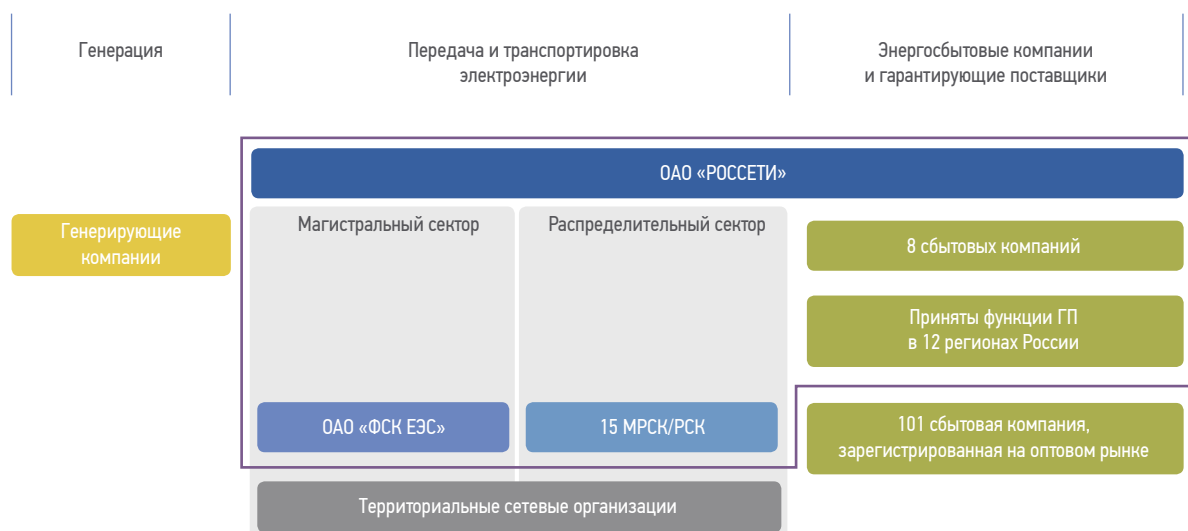 Генерация
Передача и транспортировка
электроэнергии
Энергосбытовые компании
и гарантирующие поставщики
ОАО «РОССЕТИ»
Генерирующие
компании
Магистральный сектор
Распределительный сектор
8 сбытовых компаний
Приняты функции ГП
в 12 регионах России
ОАО «ФСК ЕЭС»
15 МРСК/РСК
101 сбытовая компания,
зарегистрированная на оптовом рынке
Территориальные сетевые организации